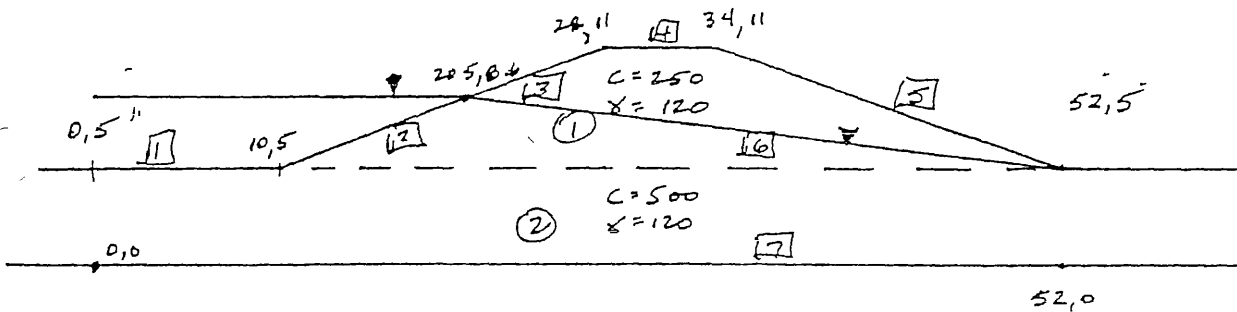 28,11 [4] 34,11
20.5,8.5 [3] C = 250 [5]
γ = 120 52,5
0,5 [1] 10,5 [2] ① [6]
C = 500
② γ = 120
0,0 [7]
52,0